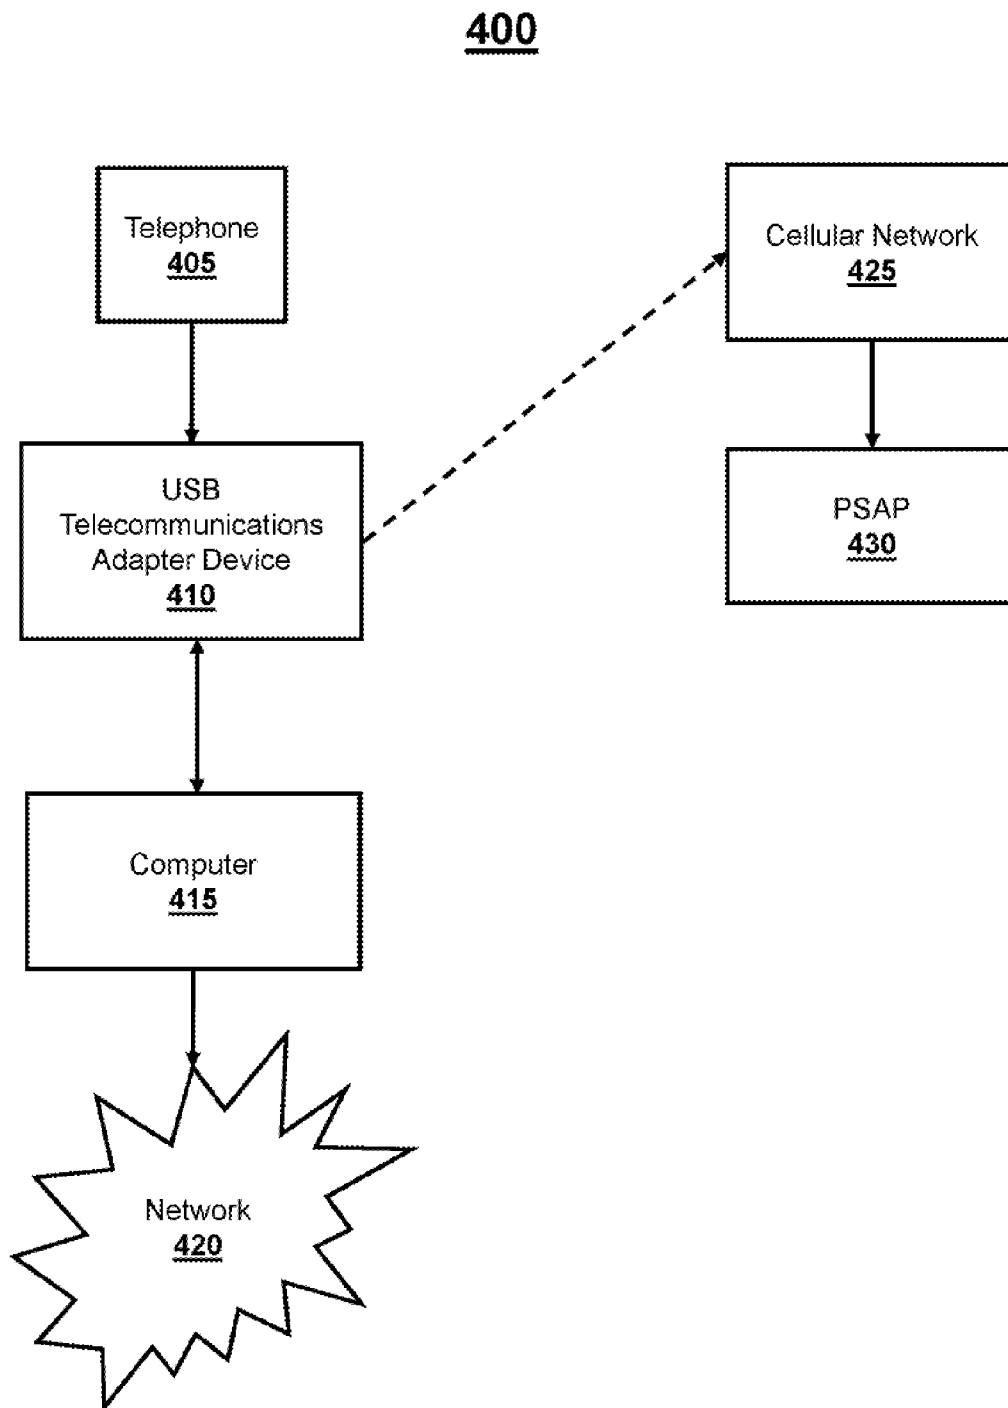 400
Telephone
405
Cellular Network
425
USB
Telecommunications
Adapter Device
410
PSAP
430
Computer
415
Network
420